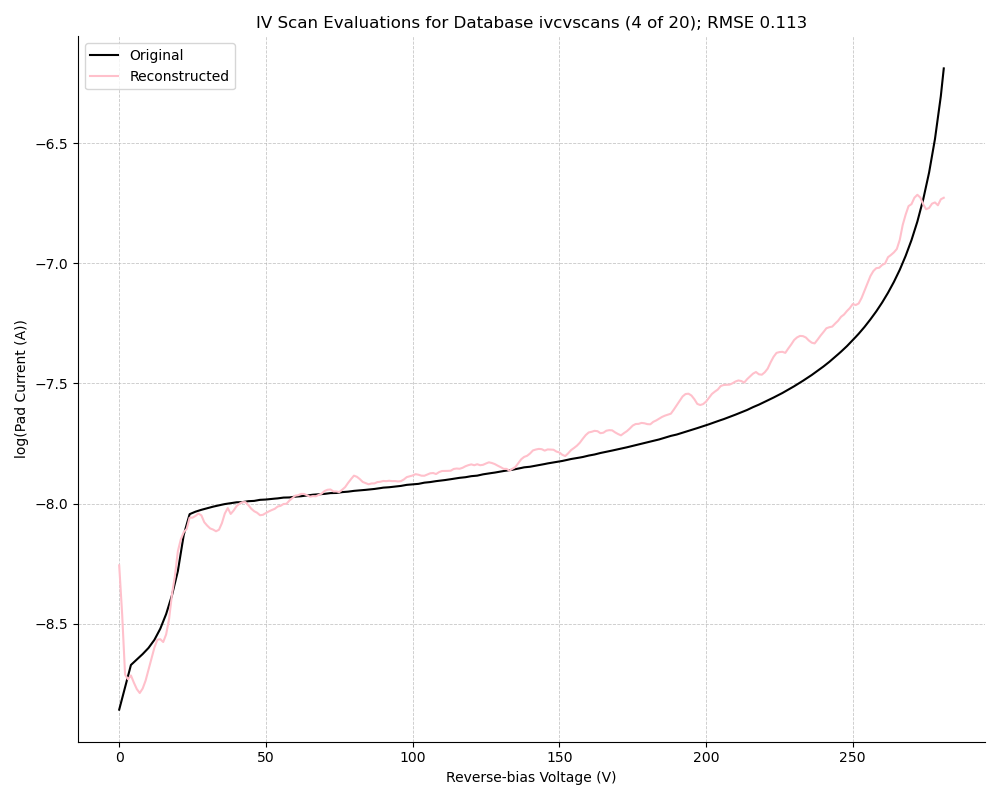 IV Scan Evaluations for Database ivcvscans (4 of 20); RMSE 0.113
Original
Reconstructed
log(Pad Current (A))
−6.5
−7.0
−7.5
−8.0
−8.5
0
50
100
150
200
250
Reverse-bias Voltage (V)